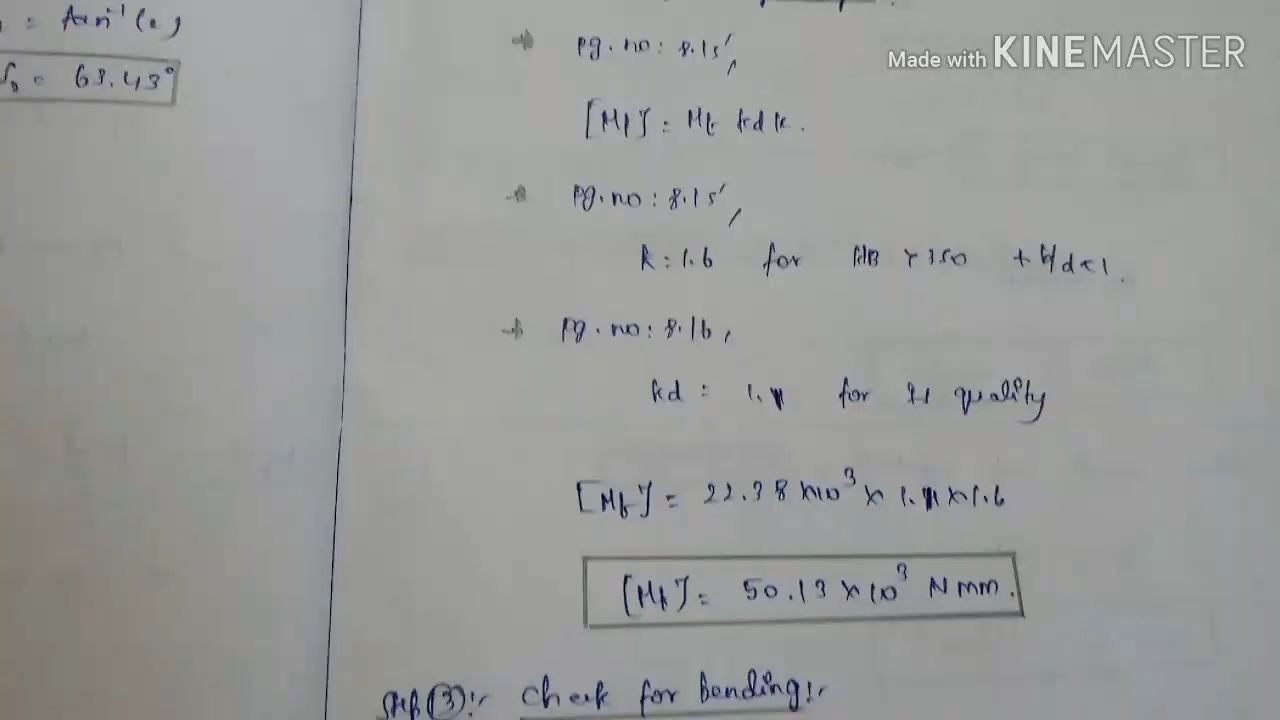 = tan⁻¹(2)
δ₂ = 63.43°
Made with KINEMASTER
→ pg.no: 8.15,
[Mt] = Mt kd k.
→ pg.no: 8.15,
k = 1.6 for HB > 350 + b/d < 1.
→ pg.no: 8.16,
kd = 1. for II quality
[Mt] = 22.38 × 10³ × 1. × 1.6
[Mt] = 50.13 × 10³ N mm.
Step (3):- Check for bending:-